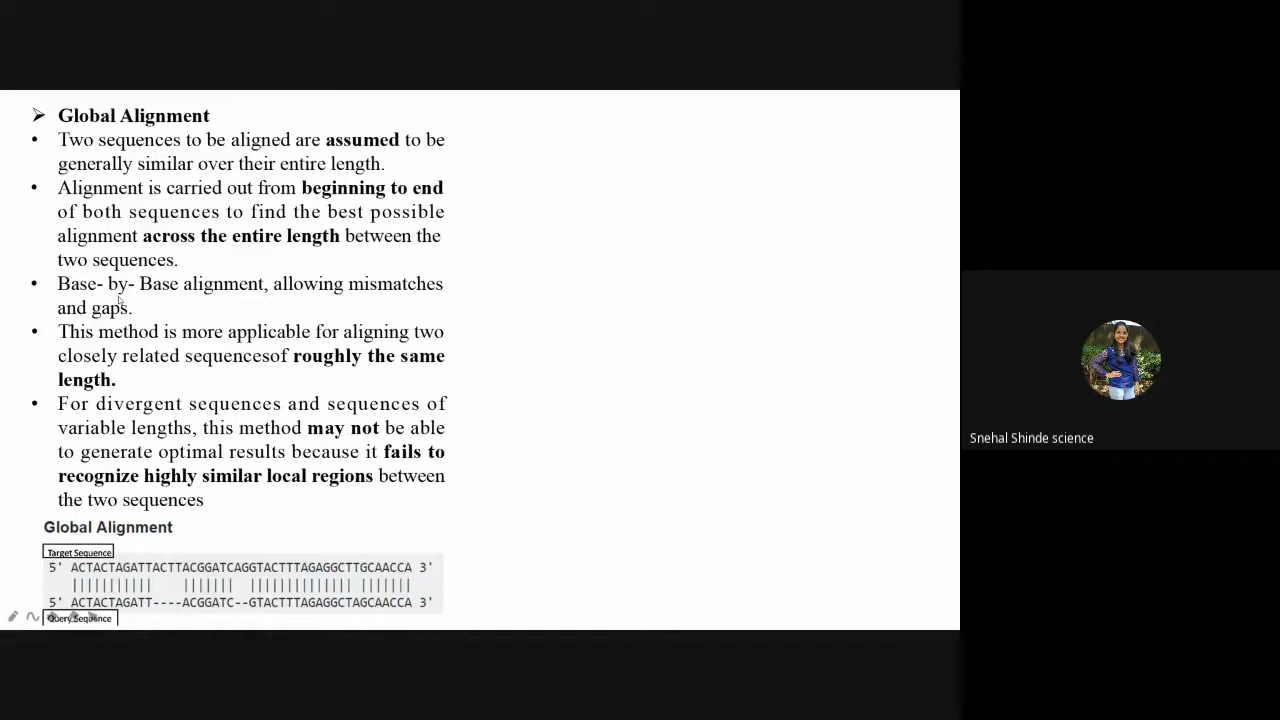 Global Alignment
Two sequences to be aligned are assumed to be
generally similar over their entire length.
Alignment is carried out from beginning to end
of both sequences to find the best possible
alignment across the entire length between the
two sequences.
Base- by- Base alignment, allowing mismatches
and gaps.
This method is more applicable for aligning two
closely related sequencesof roughly the same
length.
For divergent sequences and sequences of
variable lengths, this method may not be able
to generate optimal results because it fails to
recognize highly similar local regions between
the two sequences
Global Alignment
Target Sequence
5' ACTACTAGATTACTTACGGATCAGGTACTTTAGAGGCTTGCAACCA 3'
5' ACTACTAGATT----ACGGATC--GTACTTTAGAGGCTAGCAACCA 3'
Query Sequence
Snehal Shinde science